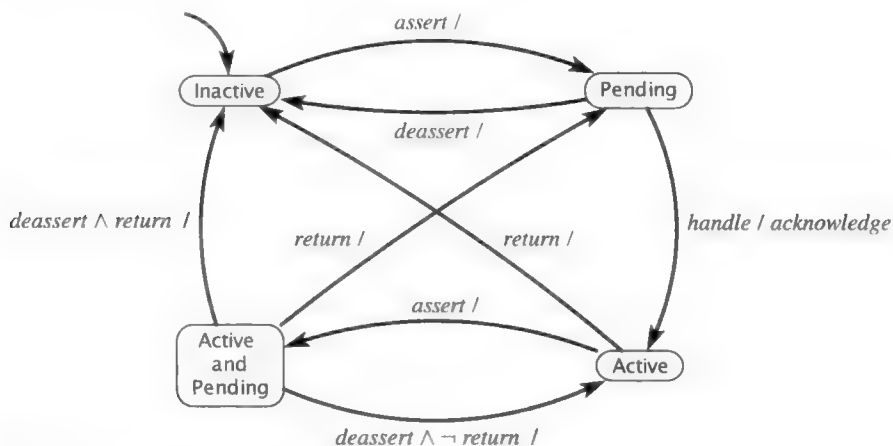 assert /
Inactive
Pending
deassert /
deassert ∧ return /
return /
return /
handle / acknowledge
assert /
Active
and
Pending
Active
deassert ∧ ¬ return /